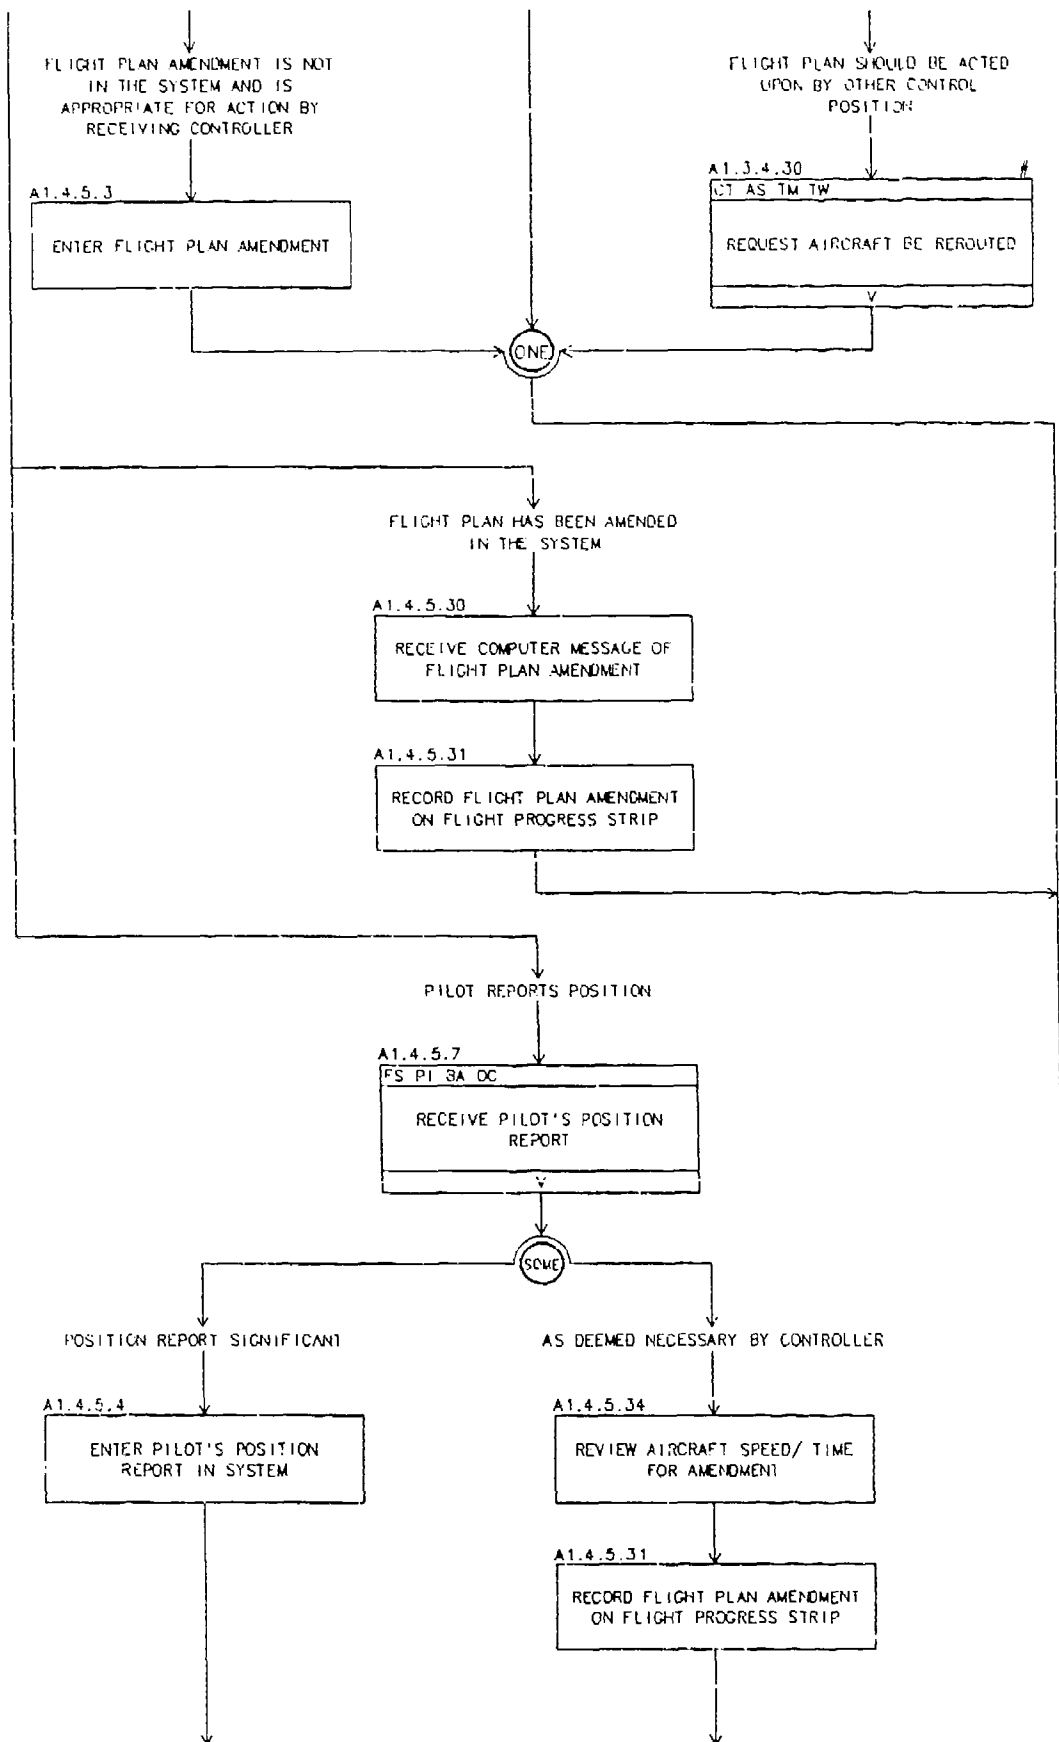 FLIGHT PLAN AMENDMENT IS NOT
IN THE SYSTEM AND IS
APPROPRIATE FOR ACTION BY
RECEIVING CONTROLLER
FLIGHT PLAN SHOULD BE ACTED
UPON BY OTHER CONTROL
POSITION
A1.4.5.3
ENTER FLIGHT PLAN AMENDMENT
A1.3.4.30 #
CT AS TM TW
REQUEST AIRCRAFT BE REROUTED
V
ONE
FLIGHT PLAN HAS BEEN AMENDED
IN THE SYSTEM
A1.4.5.30
RECEIVE COMPUTER MESSAGE OF
FLIGHT PLAN AMENDMENT
A1.4.5.31
RECORD FLIGHT PLAN AMENDMENT
ON FLIGHT PROGRESS STRIP
PILOT REPORTS POSITION
A1.4.5.7
FS PI BA DC
RECEIVE PILOT'S POSITION
REPORT
V
SOME
POSITION REPORT SIGNIFICANT
AS DEEMED NECESSARY BY CONTROLLER
A1.4.5.4
ENTER PILOT'S POSITION
REPORT IN SYSTEM
A1.4.5.34
REVIEW AIRCRAFT SPEED/ TIME
FOR AMENDMENT
A1.4.5.31
RECORD FLIGHT PLAN AMENDMENT
ON FLIGHT PROGRESS STRIP